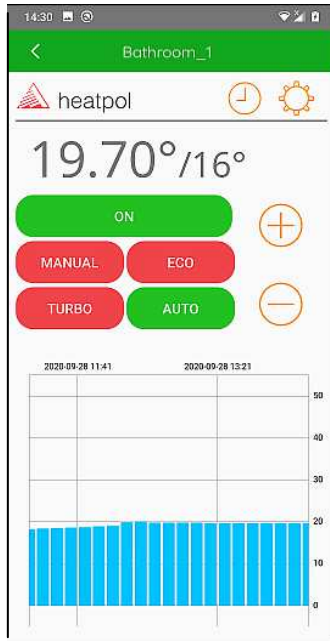 14:30
Bathroom_1
heatpol
19.70°/16°
ON
MANUAL ECO
TURBO AUTO
2020-09-28 11:41 2020-09-28 13:21
50
40
30
20
10
0